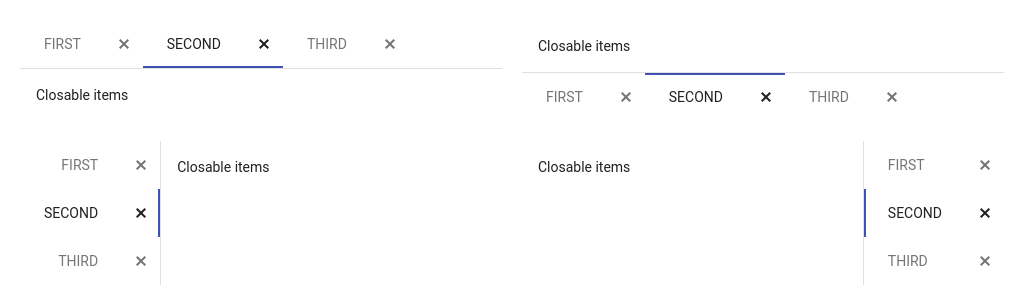 FIRST ✕ SECOND ✕ THIRD ✕
Closable items
Closable items
FIRST ✕ SECOND ✕ THIRD ✕
FIRST ✕
SECOND ✕
THIRD ✕
Closable items
Closable items
FIRST ✕
SECOND ✕
THIRD ✕